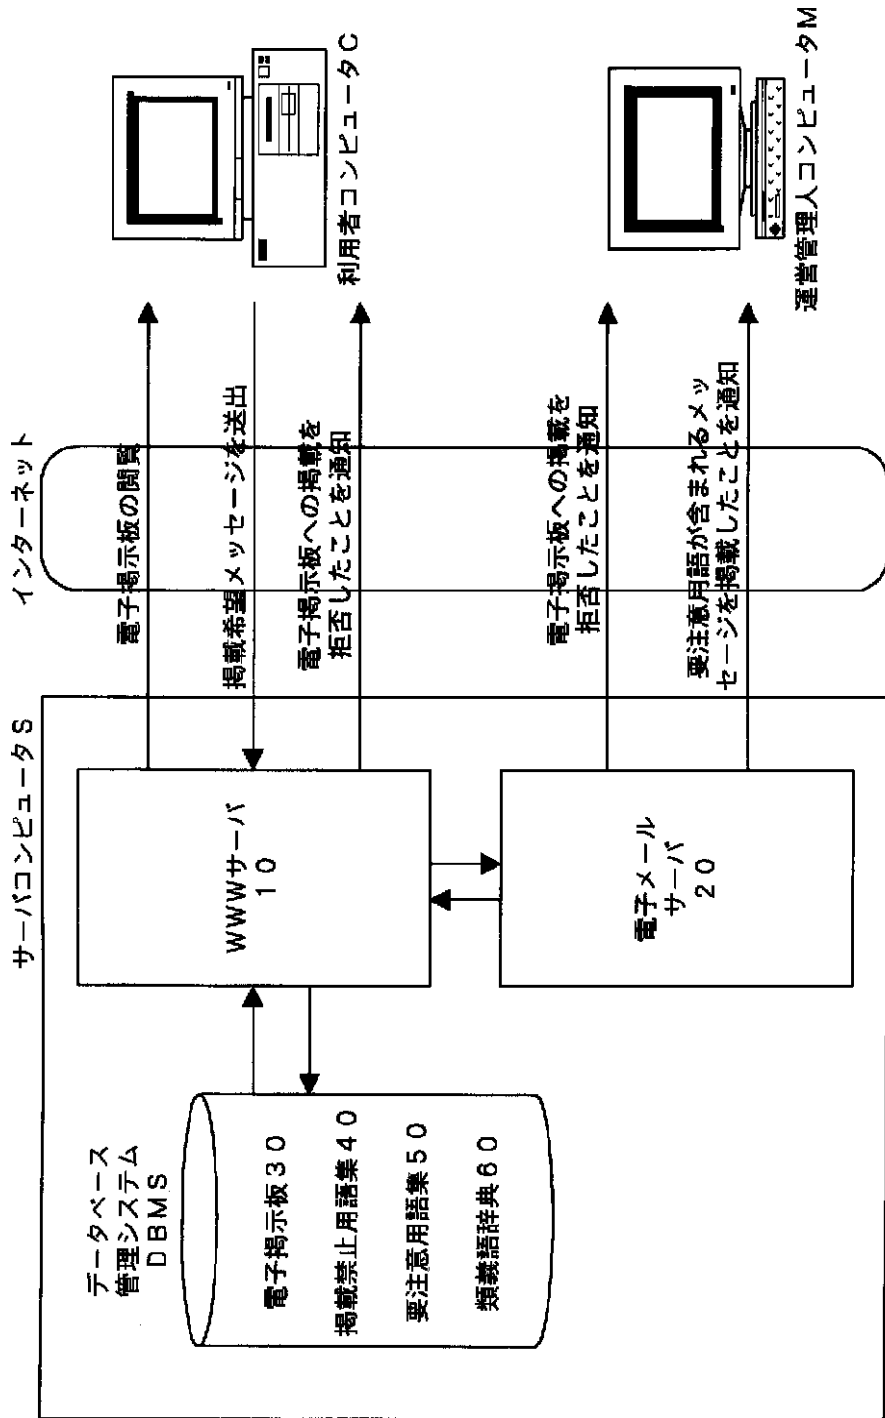 サーバコンピュータS
インターネット
データベース
管理システム
DBMS
電子掲示板30
掲載禁止用語集40
要注意用語集50
類義語辞典60
WWWサーバ
10
電子メール
サーバ
20
電子掲示板の閲覧
掲載希望メッセージを送出
電子掲示板への掲載を
拒否したことを通知
電子掲示板への掲載を
拒否したことを通知
要注意用語が含まれるメッ
セージを掲載したことを通知
利用者コンピュータC
運営管理人コンピュータM